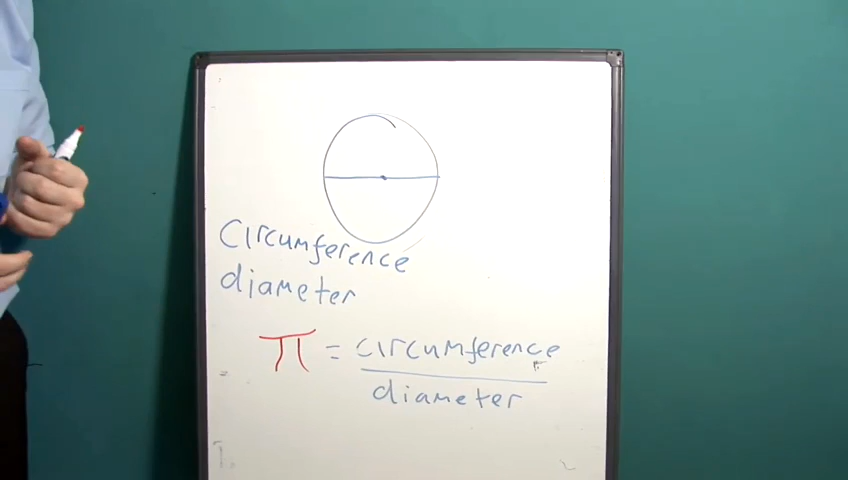 Circumference
diameter
π = circumference
diameter